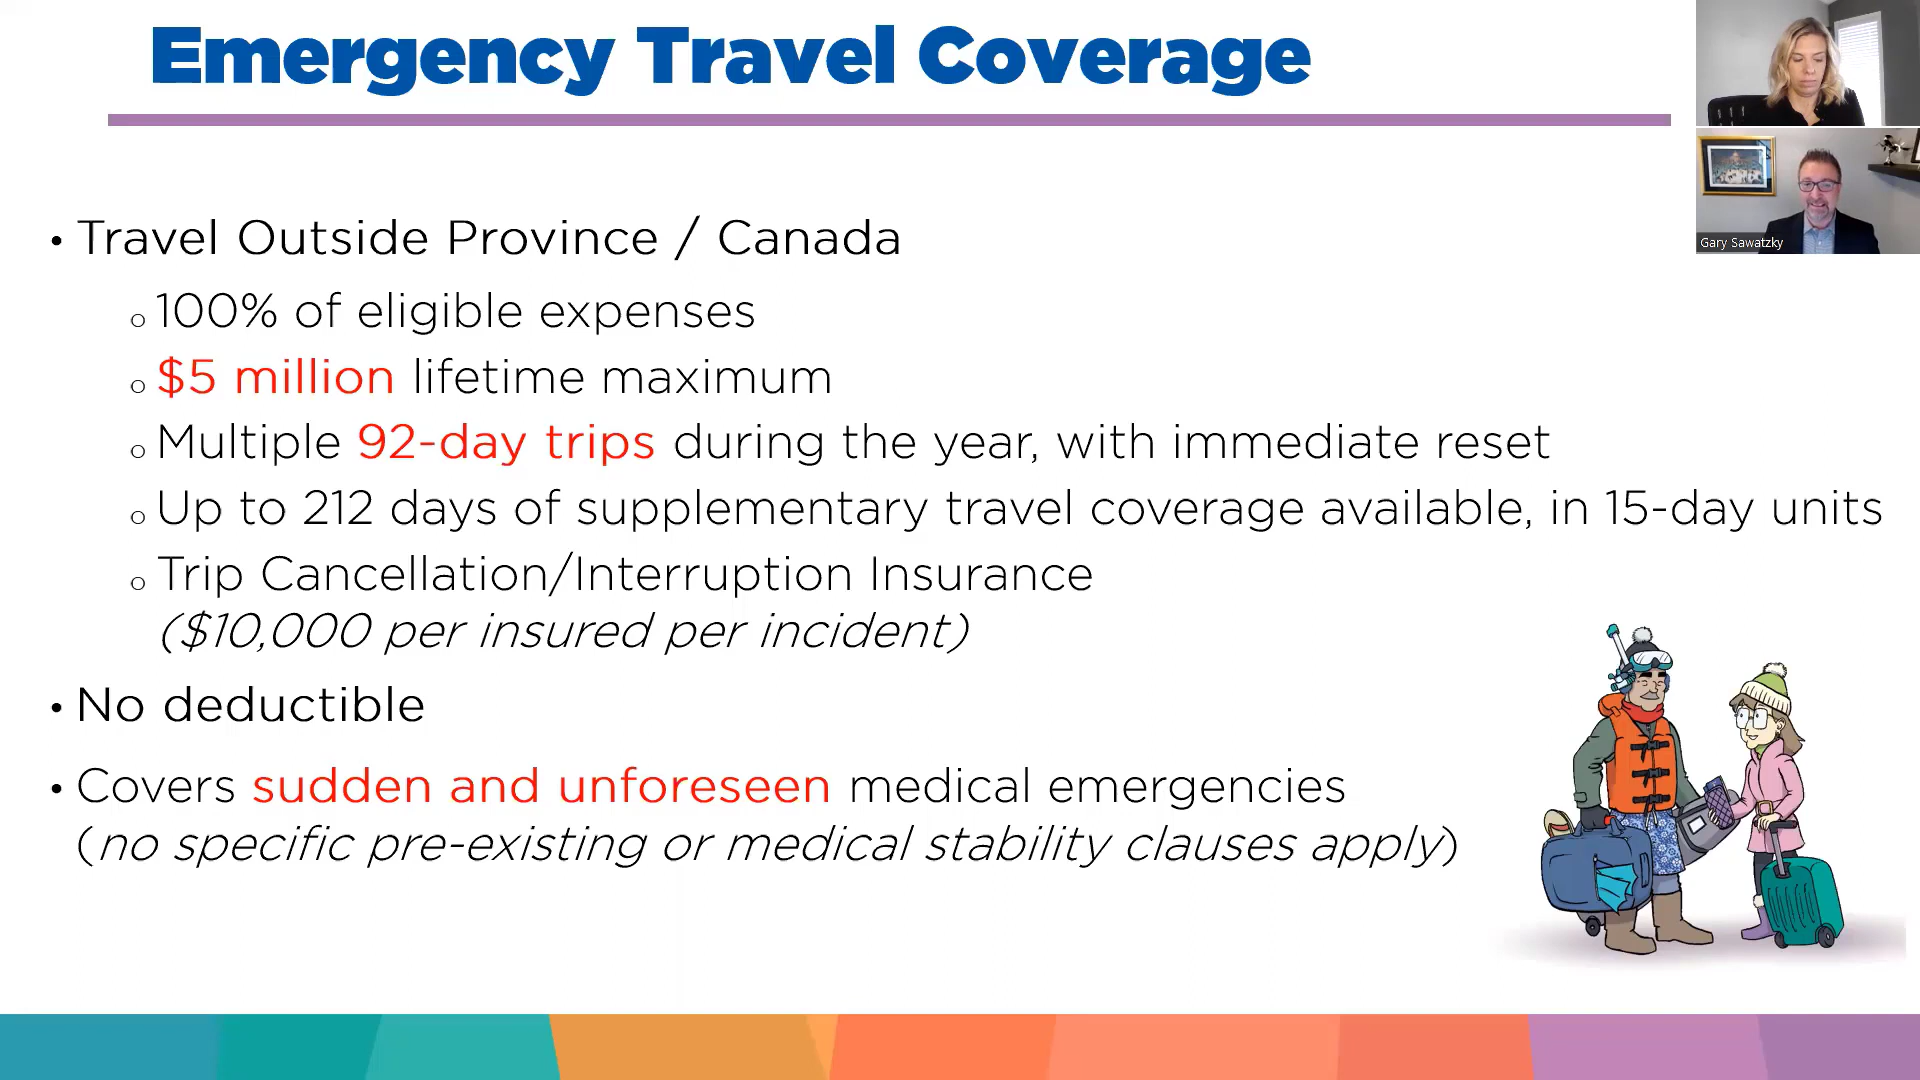 Emergency Travel Coverage
Gary Sawatzky
• Travel Outside Province / Canada
o 100% of eligible expenses
o $5 million lifetime maximum
o Multiple 92-day trips during the year, with immediate reset
o Up to 212 days of supplementary travel coverage available, in 15-day units
o Trip Cancellation/Interruption Insurance
($10,000 per insured per incident)
• No deductible
• Covers sudden and unforeseen medical emergencies
(no specific pre-existing or medical stability clauses apply)